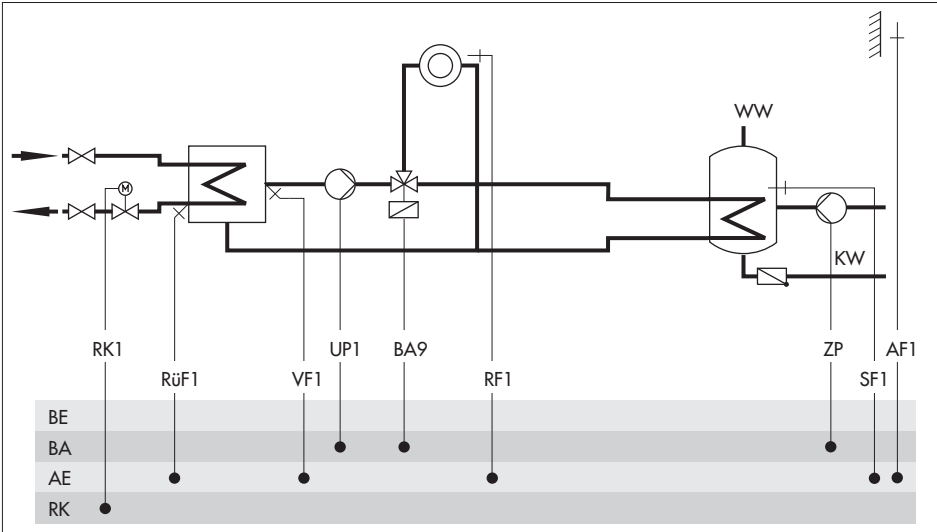 WW
M
KW
RK1 UP1 BA9 ZP AF1
RüF1 VF1 RF1 SF1
BE
BA
AE
RK